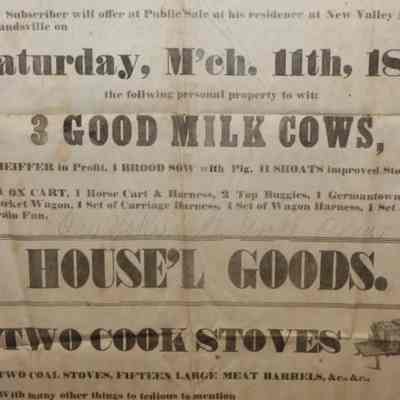 Subscriber will offer at Public Sale at his residence at New Valley
andsville on
aturday, M'ch. 11th, 18
the follwing personal property to wit:
3 GOOD MILK COWS,
HEIFFER in Profit, 1 BROOD SOW with Pig, 11 SHOATS improved Sto
OX CART, 1 Horse Cart & Harness, 2 Top Buggies, 1 Germantown
rket Wagon, 1 Set of Carriage Harness, 1 Set of Wagon Harness, 1 Set
Fan,
HOUSE'L GOODS.
TWO COOK STOVES
TWO COAL STOVES, FIFTEEN LARGE MEAT BARRELS, &c. &c.
With many other things to tedious to mention